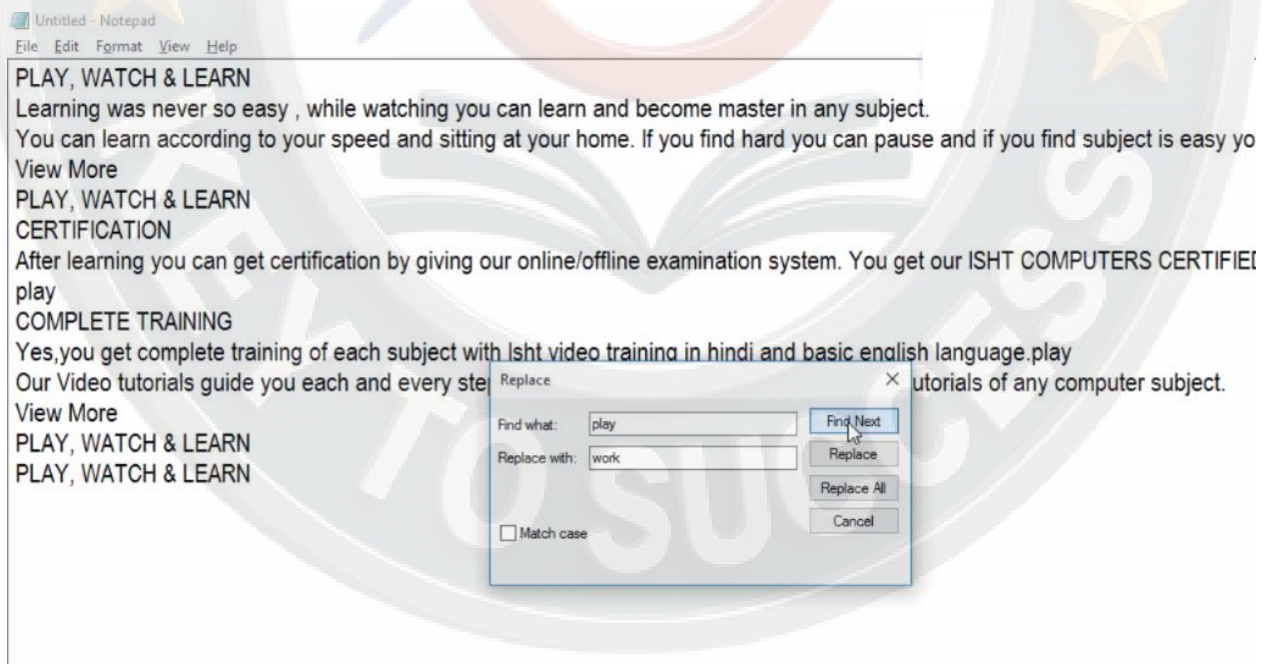 Untitled - Notepad
File Edit Format View Help
PLAY, WATCH & LEARN
Learning was never so easy , while watching you can learn and become master in any subject.
You can learn according to your speed and sitting at your home. If you find hard you can pause and if you find subject is easy yo
View More
PLAY, WATCH & LEARN
CERTIFICATION
After learning you can get certification by giving our online/offline examination system. You get our ISHT COMPUTERS CERTIFIED
play
COMPLETE TRAINING
Yes,you get complete training of each subject with Isht video training in hindi and basic english language.play
Our Video tutorials guide you each and every step utorials of any computer subject.
View More
PLAY, WATCH & LEARN
PLAY, WATCH & LEARN
Replace
Find what: play
Find Next
Replace with: work
Replace
Replace All
Cancel
Match case
KEY TO SUCCESS